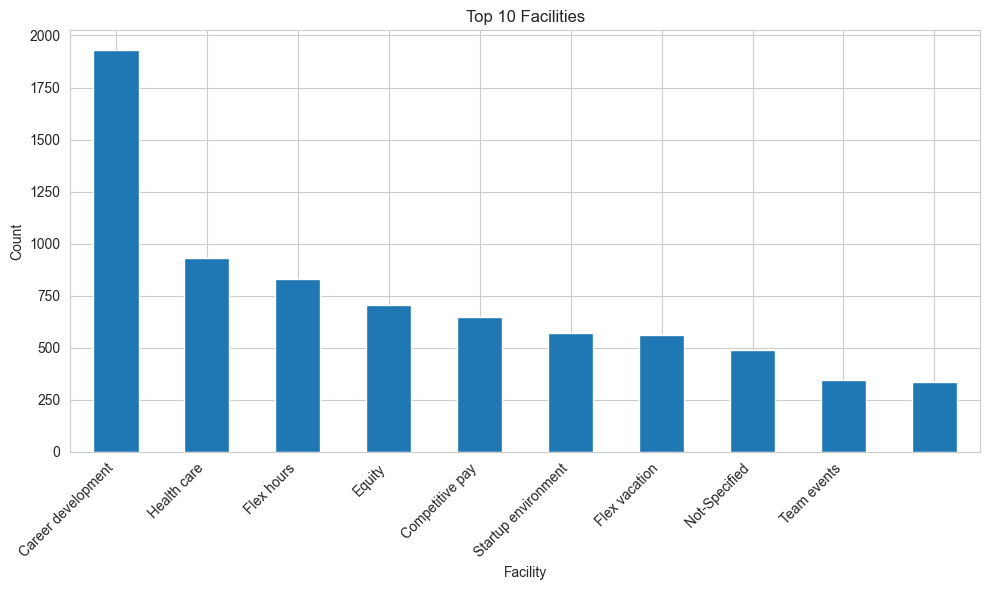 Top 10 Facilities
2000
1750
1500
1250
1000
750
500
250
0
Count
Career development
Health care
Flex hours
Equity
Competitive pay
Startup environment
Flex vacation
Not-Specified
Team events
Facility